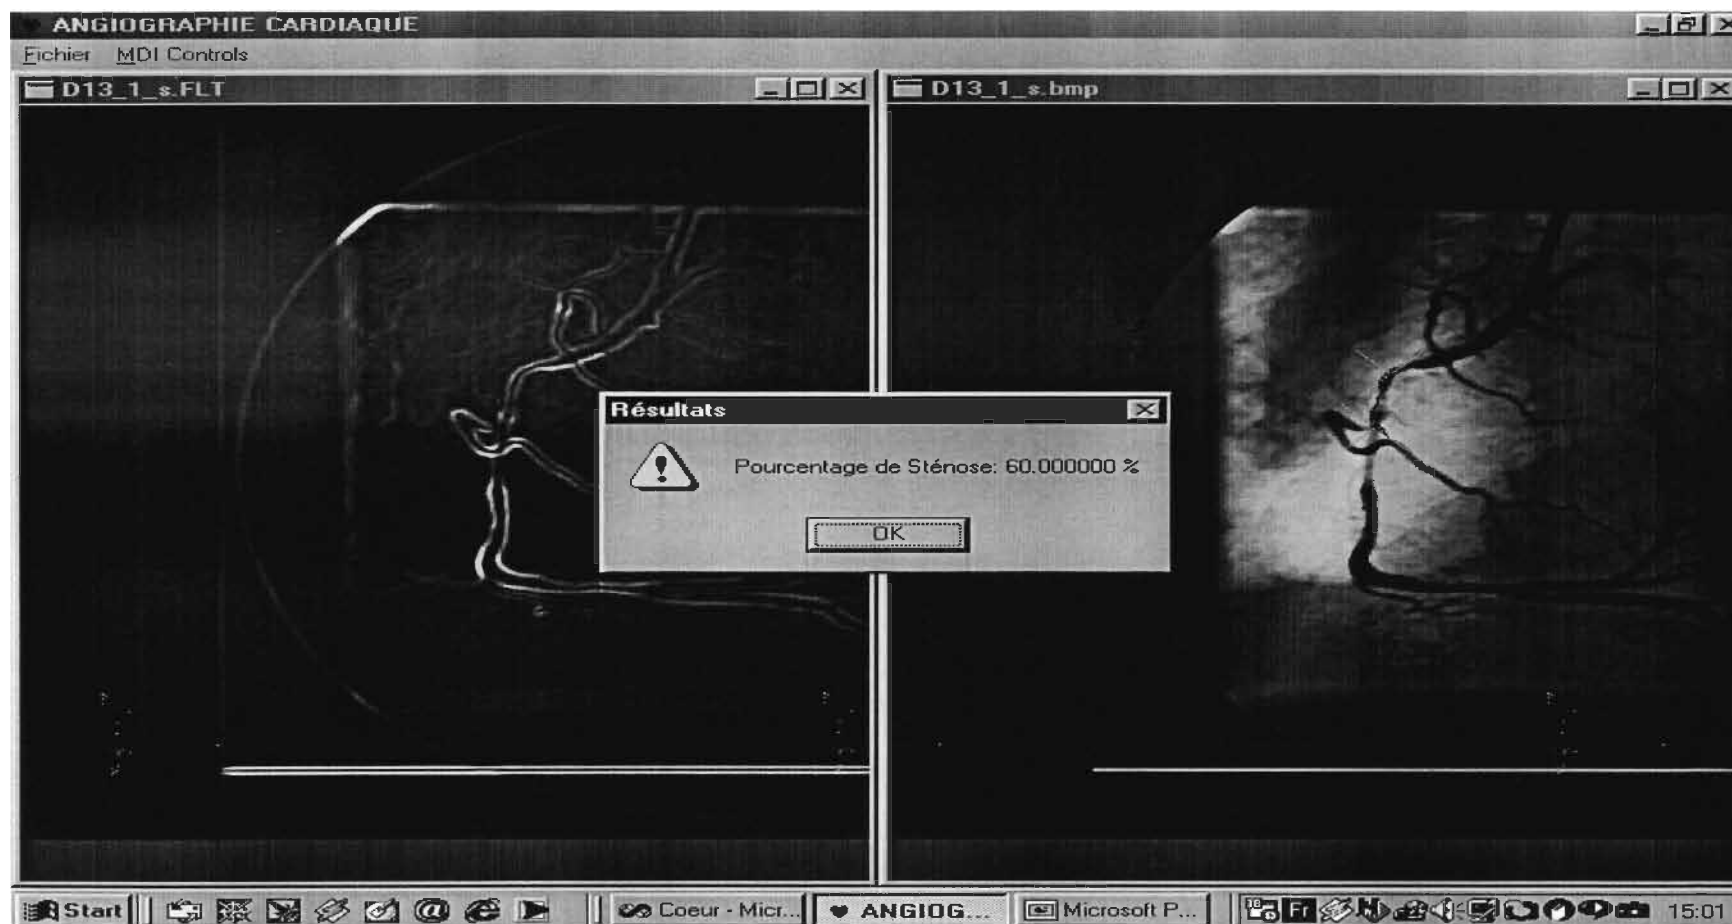 ANGIOGRAPHIE CARDIAQUE
Fichier MDI Controls
D13_1_s.FLT
D13_1_s.bmp
Résultats
Pourcentage de Sténose: 60.000000 %
OK
Start
Coeur - Micr...
ANGIOG...
Microsoft P...
Fr
15:01